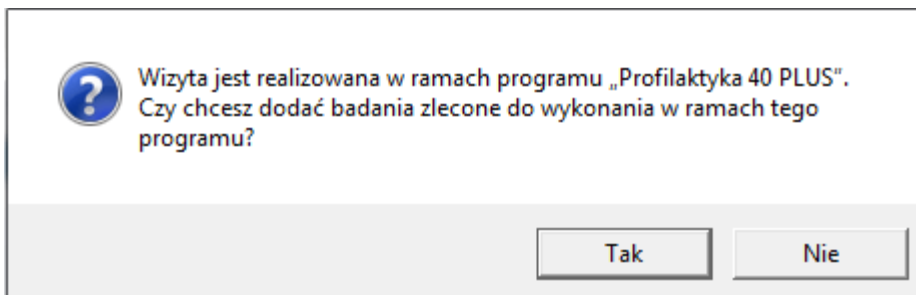 Wizyta jest realizowana w ramach programu „Profilaktyka 40 PLUS”.
Czy chcesz dodać badania zlecone do wykonania w ramach tego
programu?
Tak
Nie